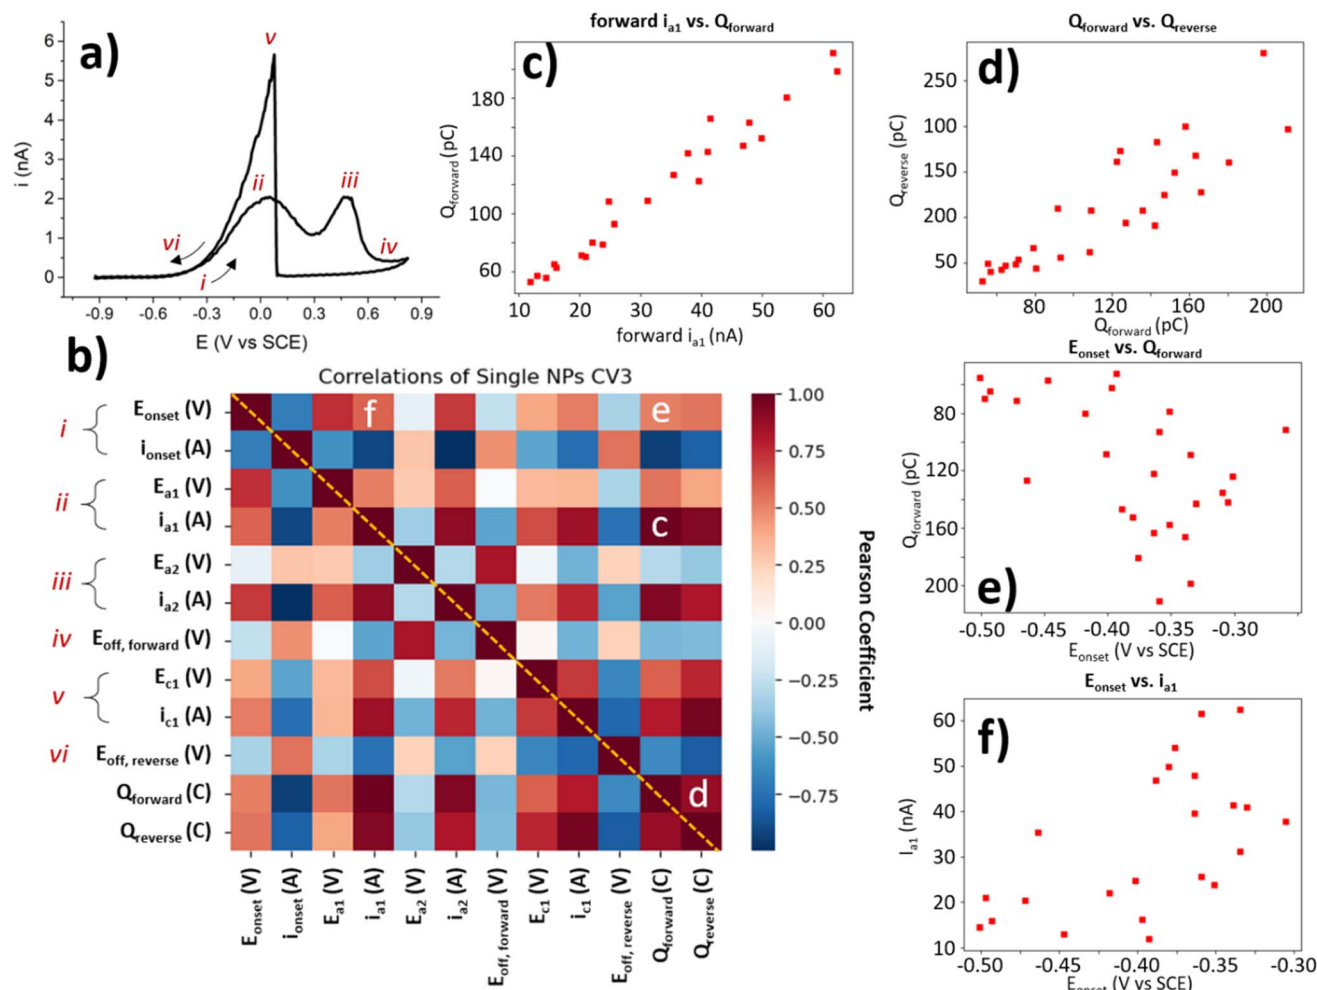 a)
i (nA)
6
5
4
3
2
1
0
v
ii
iii
vi
i
iv
-0.9
-0.6
-0.3
0.0
0.3
0.6
0.9
E (V vs SCE)
forward ia1 vs. Qforward
c)
Qforward (pC)
180
140
100
60
10
20
30
40
50
60
forward ia1 (nA)
Qforward vs. Qreverse
d)
Qreverse (pC)
250
100
150
200
50
80
120
160
200
Qforward (pC)
b)
Correlations of Single NPs CV3
i
Eonset (V)
ionset (A)
ii
Ea1 (V)
ia1 (A)
iii
Ea2 (V)
ia2 (A)
iv
Eoff, forward (V)
v
Ec1 (V)
ic1 (A)
vi
Eoff, reverse (V)
Qforward (C)
Qreverse (C)
f
e
c
d
Eonset (V)
ionset (A)
Ea1 (V)
ia1 (A)
Ea2 (V)
ia2 (A)
Eoff, forward (V)
Ec1 (V)
ic1 (A)
Eoff, reverse (V)
Qforward (C)
Qreverse (C)
1.00
0.75
0.50
0.25
0.00
−0.25
−0.50
−0.75
Pearson Coefficient
Eonset vs. Qforward
Qforward (pC)
80
120
160
200
e)
-0.50
-0.45
-0.40
-0.35
-0.30
Eonset (V vs SCE)
Eonset vs. ia1
f)
Ia1 (nA)
60
50
40
30
20
10
-0.50
-0.45
-0.40
-0.35
-0.30
Eonset (V vs SCE)